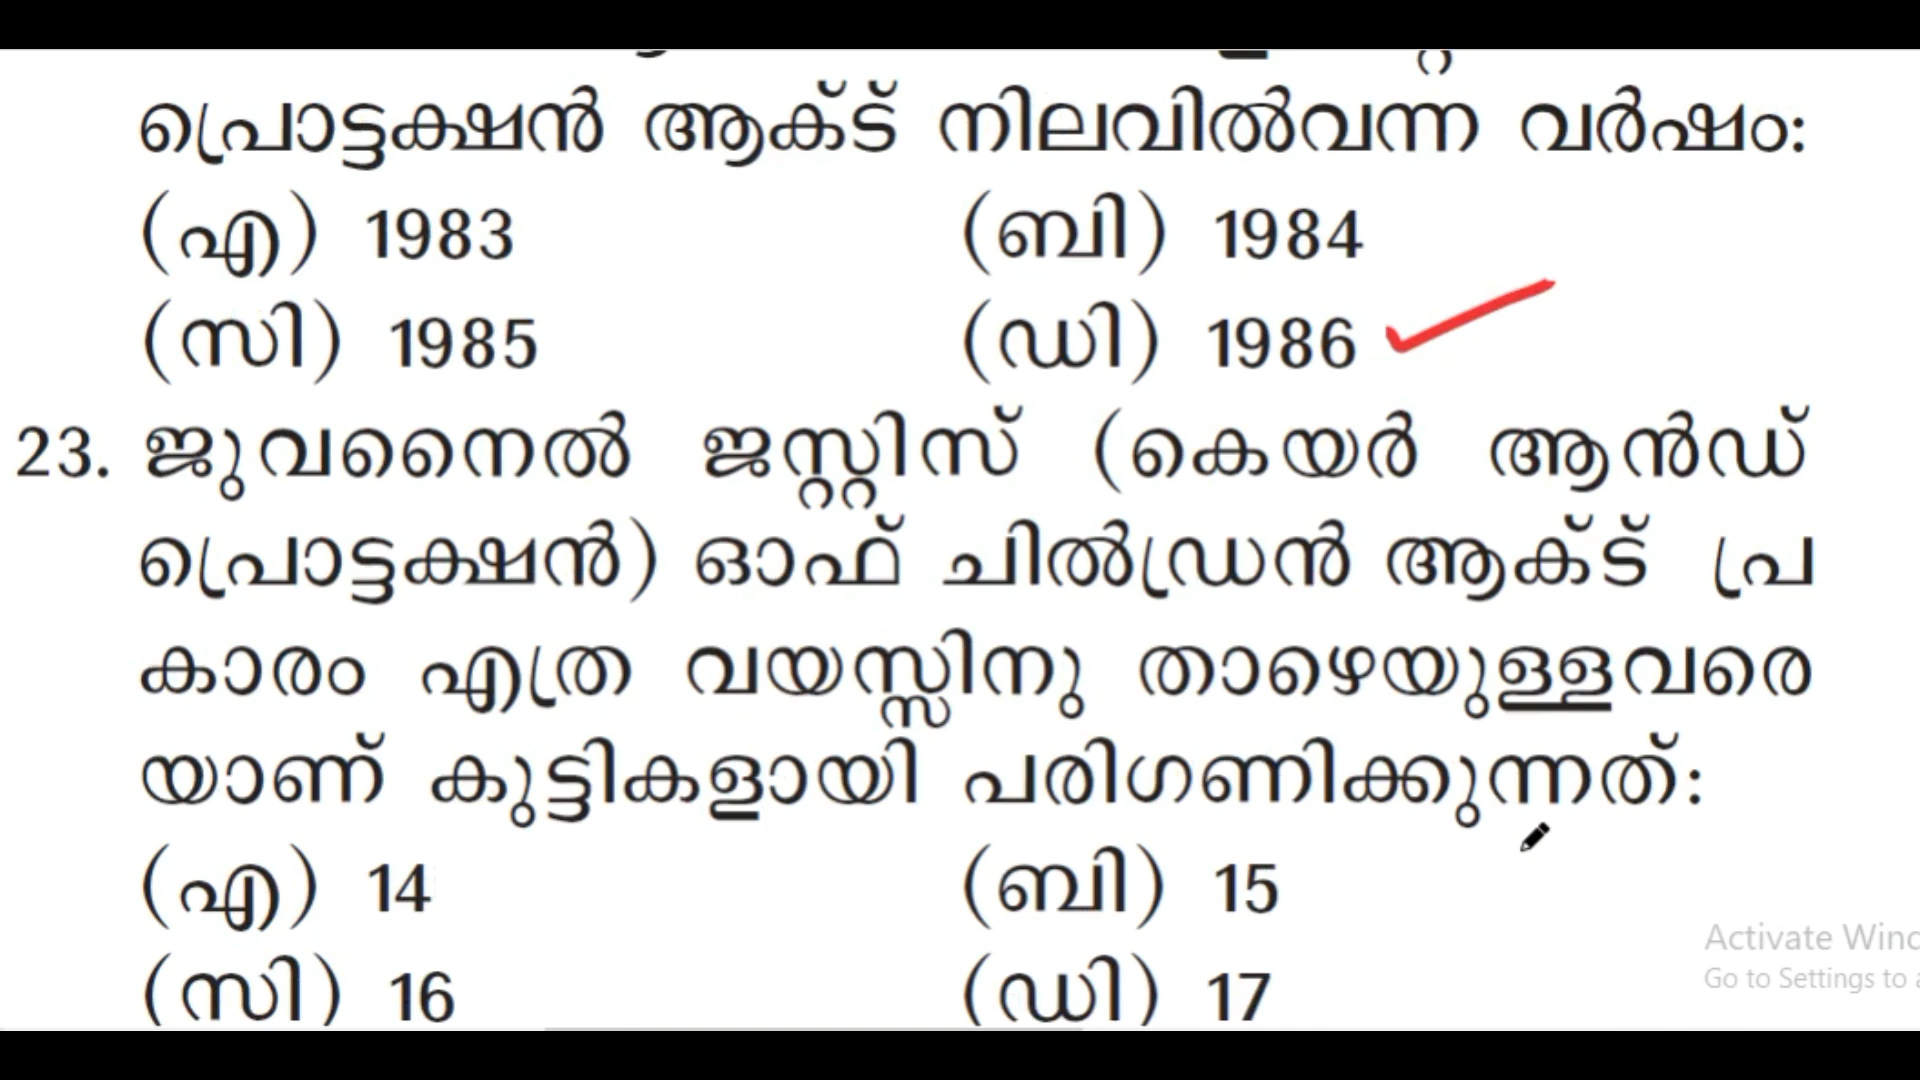 പ്രൊട്ടക്ഷൻ ആക്ട് നിലവിൽവന്ന വർഷം:
(എ) 1983 (ബി) 1984
(സി) 1985 (ഡി) 1986
23. ജുവനൈൽ ജസ്റ്റിസ് (കെയർ ആൻഡ്
പ്രൊട്ടക്ഷൻ) ഓഫ് ചിൽഡ്രൻ ആക്ട് പ്ര
കാരം എത്ര വയസ്സിനു താഴെയുള്ളവരെ
യാണ് കുട്ടികളായി പരിഗണിക്കുന്നത്:
(എ) 14 (ബി) 15
(സി) 16 (ഡി) 17
Activate Wind
Go to Settings to a